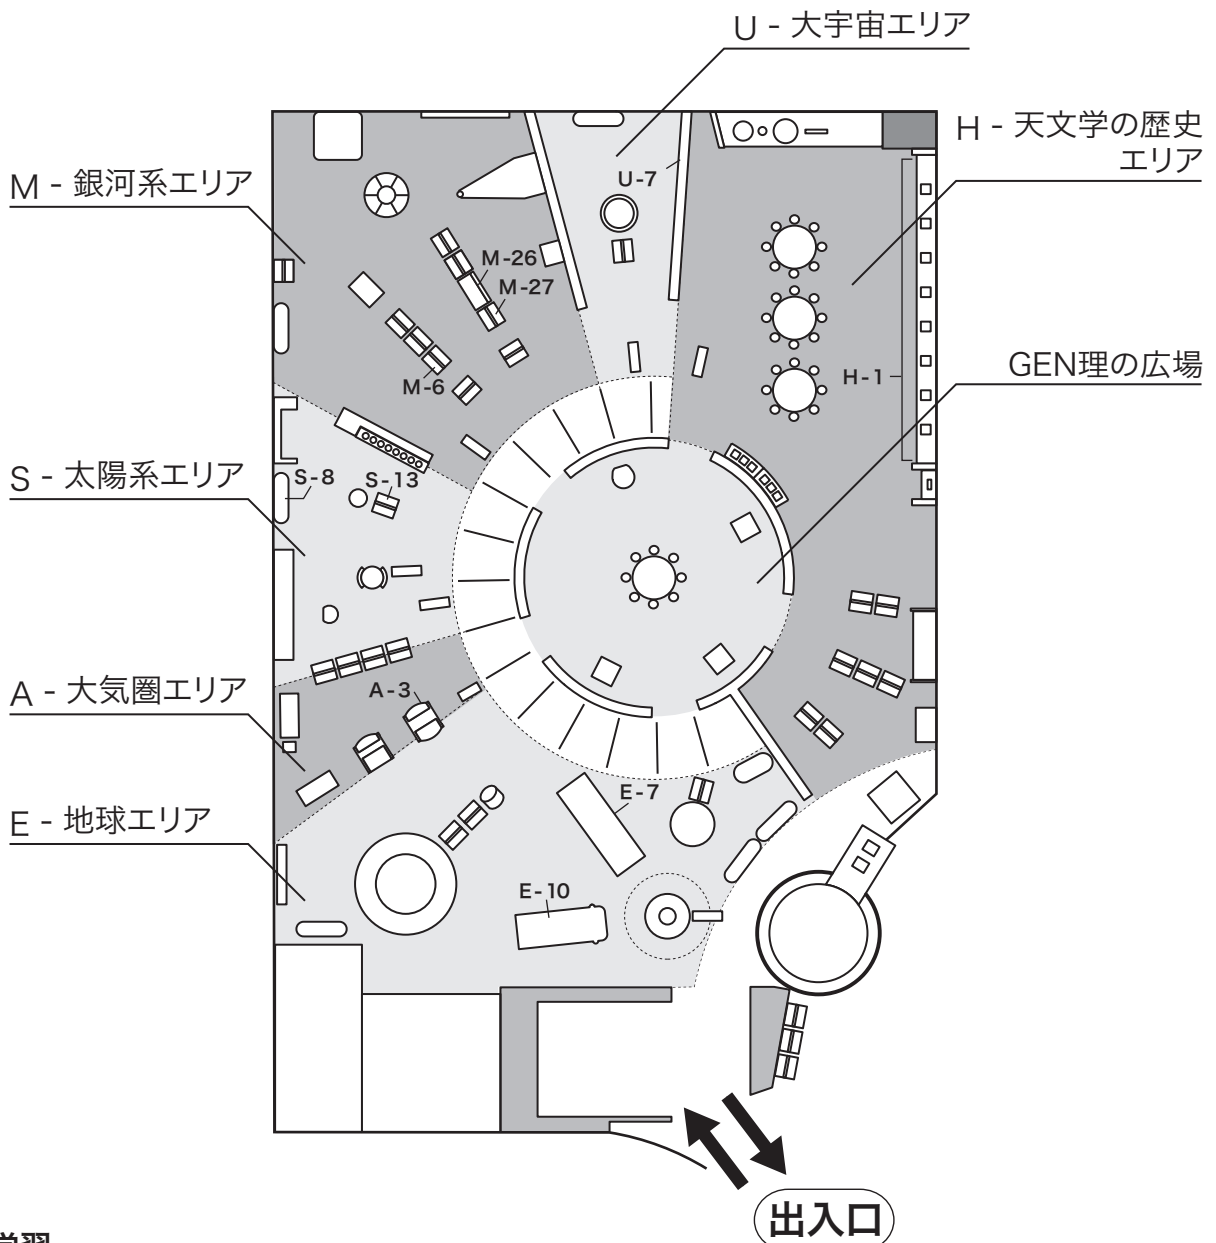 U - 大宇宙エリア
H - 天文学の歴史
エリア
M - 銀河系エリア
U-7
M-26
M-27
GEN理の広場
H-1
M-6
S - 太陽系エリア
S-8
S-13
A - 大気圏エリア
A-3
E - 地球エリア
E-7
E-10
出入口